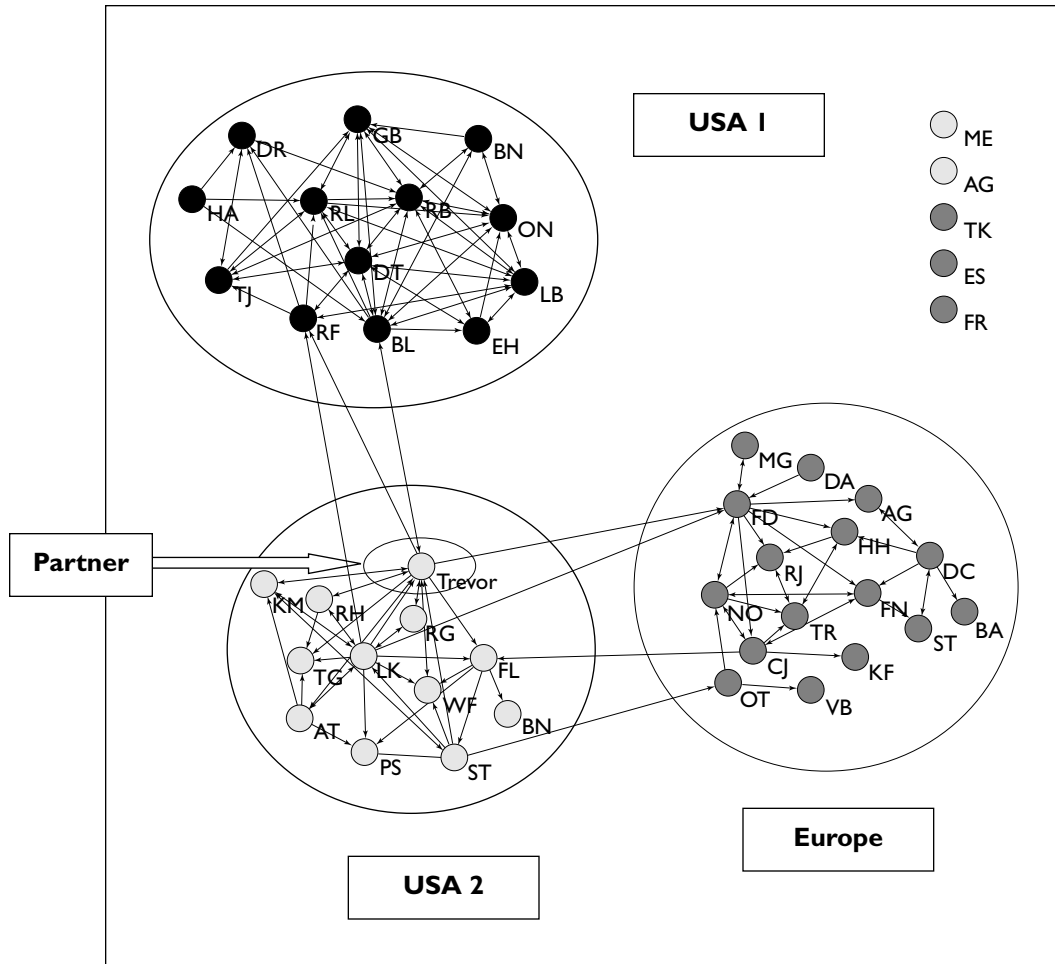 USA 1
GB
DR
BN
ME
AG
HA
RL
RB
ON
TK
DT
ES
TJ
LB
RF
BL
EH
FR
MG
DA
AG
FD
HH
Partner
Trevor
RJ
DC
KM
RH
NO
FN
RG
TR
ST
BA
TG
LK
FL
CJ
KF
WF
OT
VB
AT
BN
PS
ST
Europe
USA 2